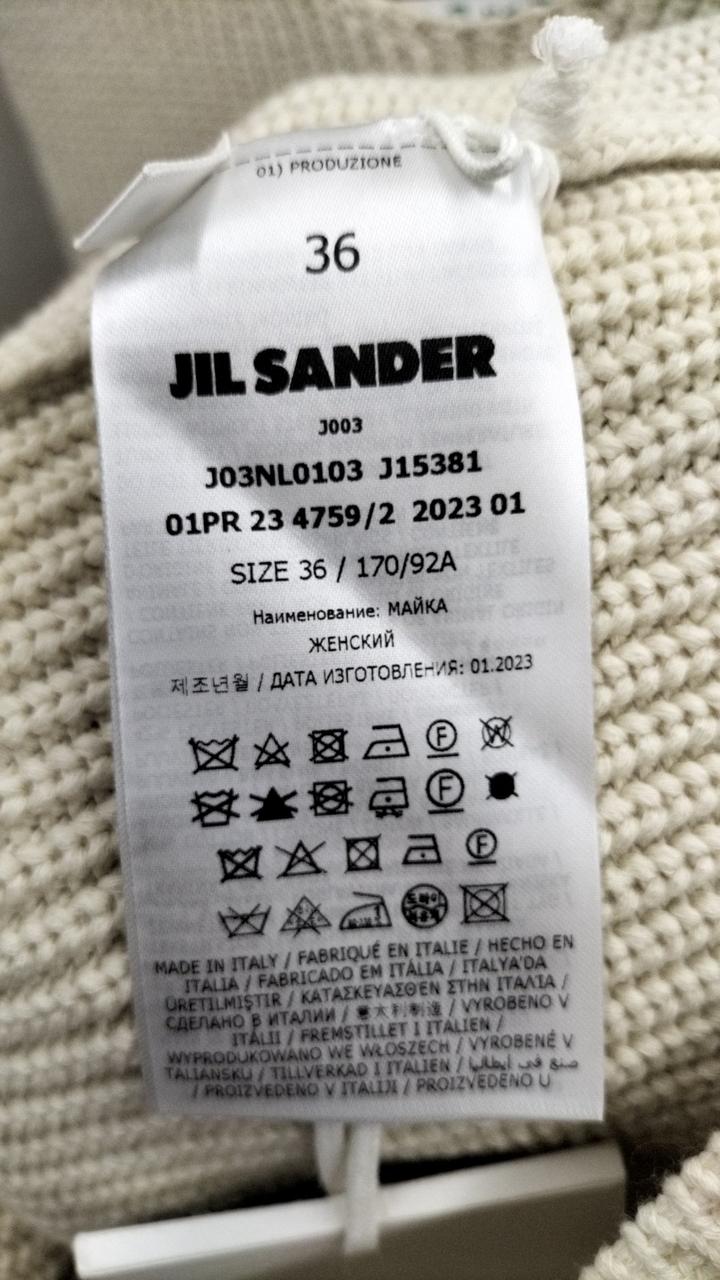 01) PRODUZIONE
36
JIL SANDER
J003
J03NL0103 J15381
01PR 23 4759/2 2023 01
SIZE 36 / 170/92A
Наименование: МАЙКА
ЖЕНСКИЙ
제조년월 / ДАТА ИЗГОТОВЛЕНИЯ: 01.2023
F W
F
F
MADE IN ITALY / FABRIQUÉ EN ITALIE / HECHO EN
ITALIA / FABRICADO EM ITÁLIA / ITALYA'DA
ÜRETILMIŞTIR / ΚΑΤΑΣΚΕΥΑΣΘΕΝ ΣΤΗΝ ΙΤΑΛΊΑ /
СДЕЛАНО В ИТАЛИИ / 意大利制造 / VYROBENO V
ITÁLII / FREMSTILLET I ITALIEN /
WYPRODUKOWANO WE WŁOSZECH / VYROBENÉ V
TALIANSKU / TILLVERKAD I ITALIEN / صنع في أيطاليا
/ PROIZVEDENO V ITALIJI / PROIZVEDENO U